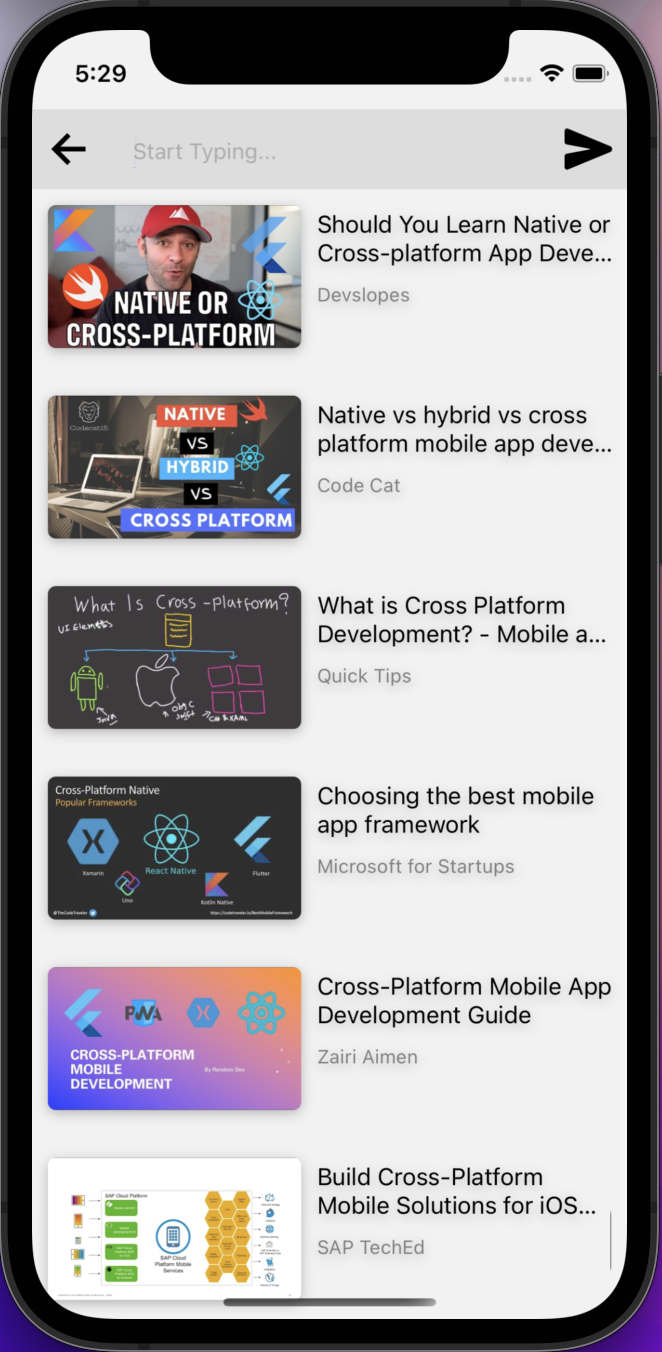 5:29
Start Typing...
NATIVE OR
CROSS-PLATFORM
Should You Learn Native or
Cross-platform App Deve...
Devslopes
Codecat15
NATIVE
VS
HYBRID
VS
CROSS PLATFORM
Native vs hybrid vs cross
platform mobile app deve...
Code Cat
What Is Cross-platform?
UI Elements
Java
Obj C
Swift
C# & XAML
What is Cross Platform
Development? - Mobile a...
Quick Tips
Cross-Platform Native
Popular Frameworks
Xamarin
React Native
Flutter
Uno
Kotlin Native
@TheCodeTraveler
https://codetraveler.io/BestMobileFramework
Choosing the best mobile
app framework
Microsoft for Startups
PWA
CROSS-PLATFORM
MOBILE
DEVELOPMENT
By Random Dev
Cross-Platform Mobile App
Development Guide
Zairi Aimen
SAP Cloud Platform
SAP Cloud
Platform Mobile
Services
Build Cross-Platform
Mobile Solutions for iOS...
SAP TechEd